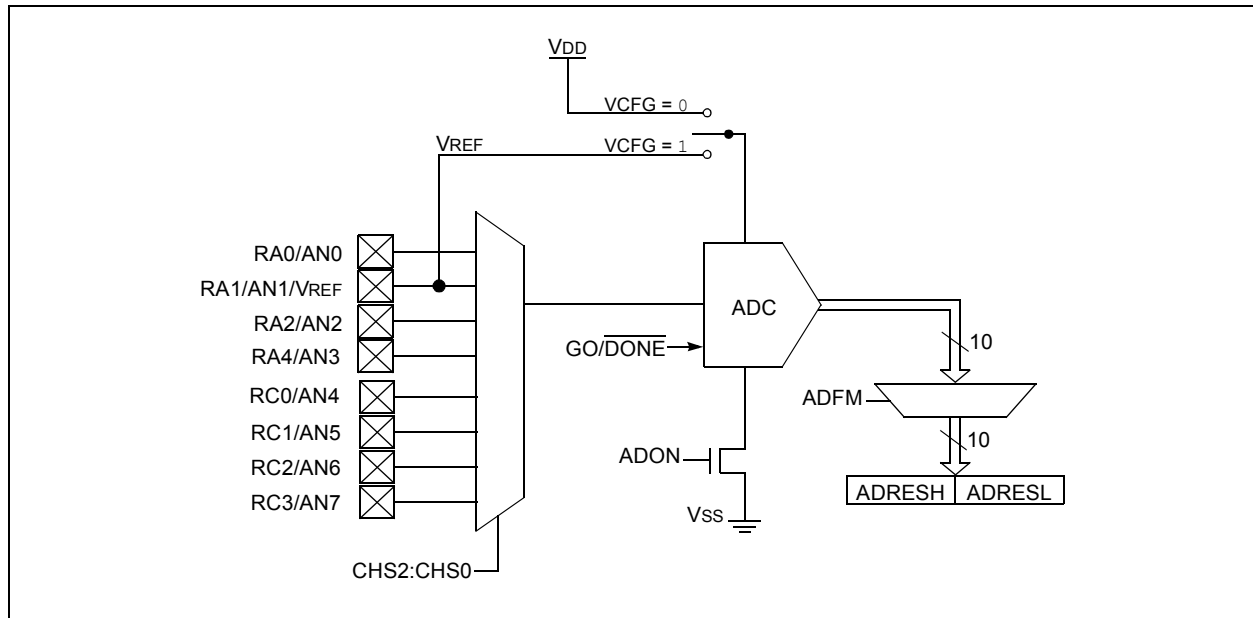 VDD
VCFG = 0
VREF
VCFG = 1
RA0/AN0
RA1/AN1/VREF
RA2/AN2
RA4/AN3
RC0/AN4
RC1/AN5
RC2/AN6
RC3/AN7
CHS2:CHS0
ADC
GO/DONE
ADON
VSS
10
ADFM
10
ADRESH ADRESL